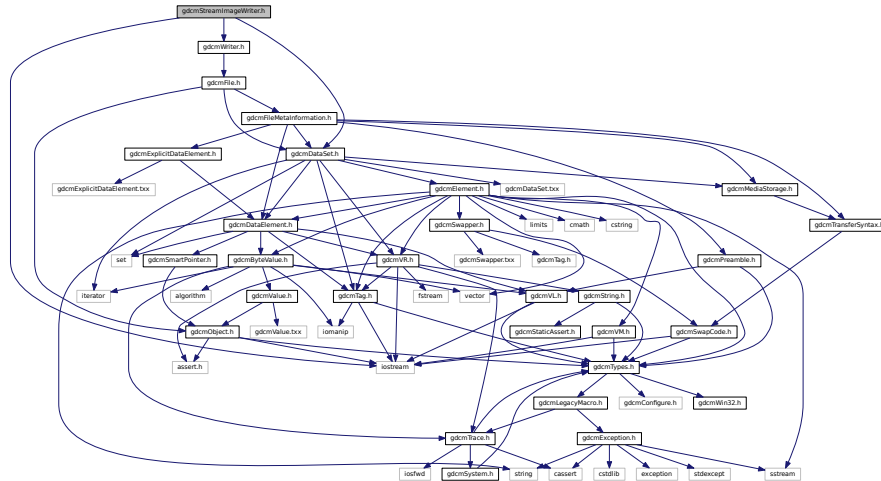 gdcmStreamImageWriter.h
gdcmWriter.h
gdcmFile.h
gdcmFileMetaInformation.h
gdcmExplicitDataElement.h
gdcmDataSet.h
gdcmExplicitDataElement.txx
gdcmElement.h
gdcmDataSet.txx
gdcmMediaStorage.h
gdcmDataElement.h
gdcmSwapper.h
limits
cmath
cstring
gdcmTransferSyntax.h
set
gdcmSmartPointer.h
gdcmByteValue.h
gdcmVR.h
gdcmSwapper.txx
gdcmTag.h
gdcmPreamble.h
iterator
algorithm
gdcmValue.h
gdcmTag.h
fstream
vector
gdcmVL.h
gdcmString.h
gdcmObject.h
gdcmValue.txx
iomanip
gdcmStaticAssert.h
gdcmVM.h
gdcmSwapCode.h
assert.h
iostream
gdcmTypes.h
gdcmLegacyMacro.h
gdcmConfigure.h
gdcmWin32.h
gdcmTrace.h
gdcmException.h
iosfwd
gdcmSystem.h
string
cassert
cstdlib
exception
stdexcept
sstream